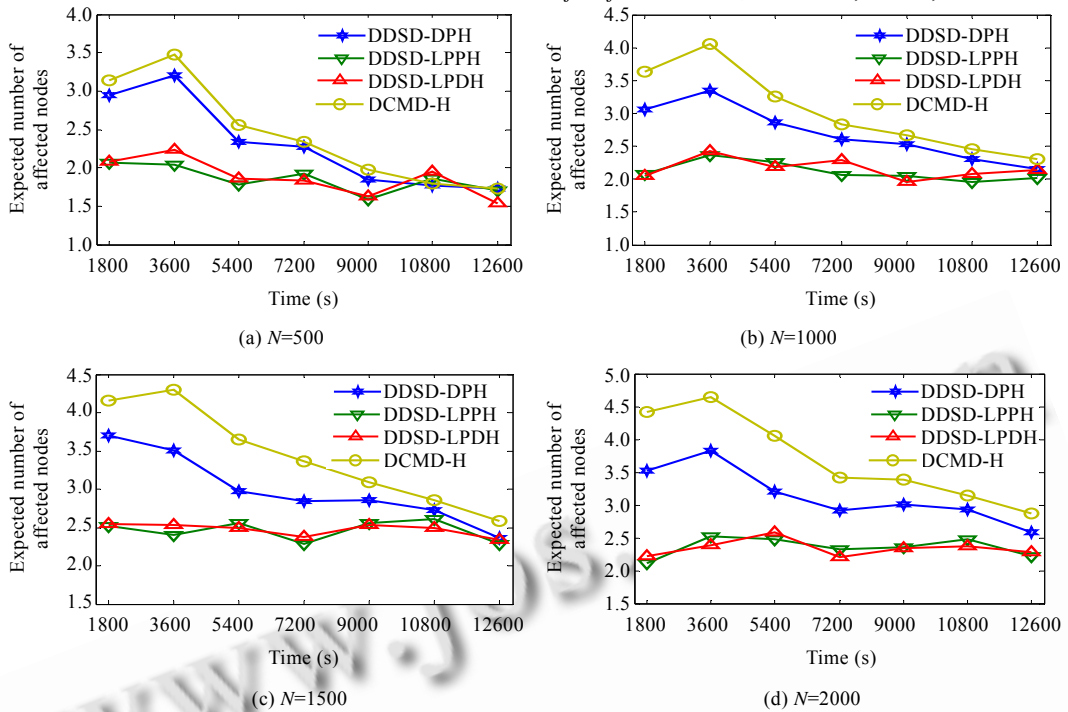 4.0
3.5
3.0
2.5
2.0
1.5
1.0
Expected number of
affected nodes
DDSD-DPH
DDSD-LPPH
DDSD-LPDH
DCMD-H
1800 3600 5400 7200 9000 10800 12600
Time (s)
(a) N=500
4.5
4.0
3.5
3.0
2.5
2.0
1.5
1.0
Expected number of
affected nodes
DDSD-DPH
DDSD-LPPH
DDSD-LPDH
DCMD-H
1800 3600 5400 7200 9000 10800 12600
Time (s)
(b) N=1000
4.5
4.0
3.5
3.0
2.5
2.0
1.5
Expected number of
affected nodes
DDSD-DPH
DDSD-LPPH
DDSD-LPDH
DCMD-H
1800 3600 5400 7200 9000 10800 12600
Time (s)
(c) N=1500
5.0
4.5
4.0
3.5
3.0
2.5
2.0
1.5
Expected number of
affected nodes
DDSD-DPH
DDSD-LPPH
DDSD-LPDH
DCMD-H
1800 3600 5400 7200 9000 10800 12600
Time (s)
(d) N=2000